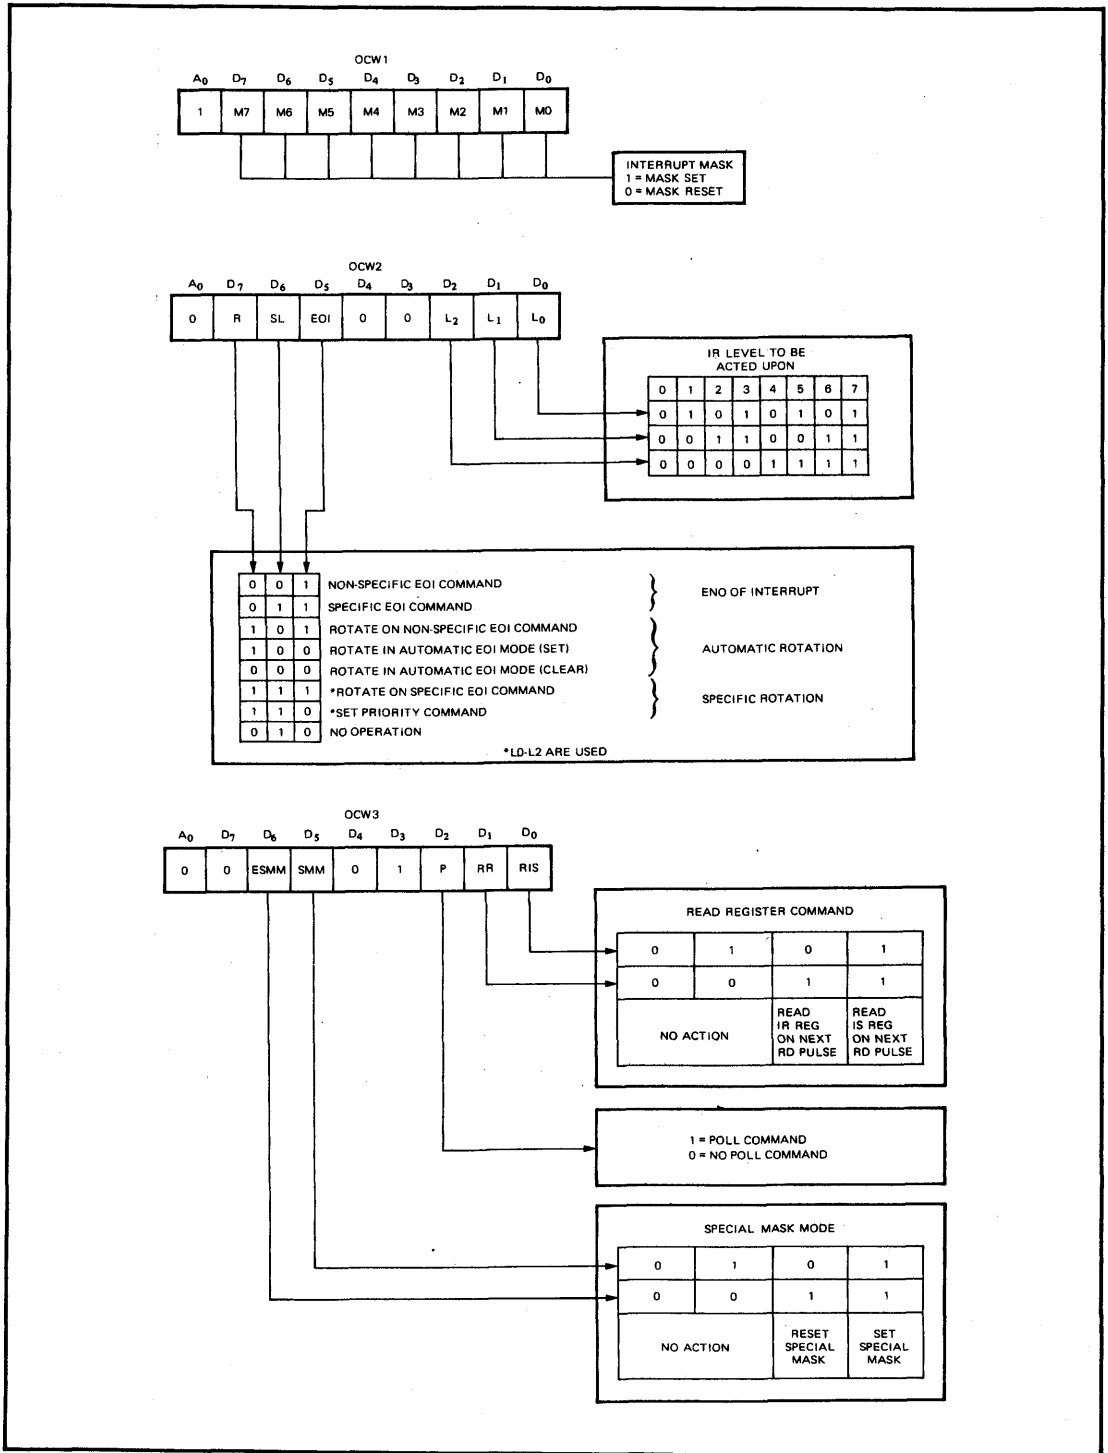 OCW1
A0 D7 D6 D5 D4 D3 D2 D1 D0
1 M7 M6 M5 M4 M3 M2 M1 M0
INTERRUPT MASK
1 = MASK SET
0 = MASK RESET
OCW2
A0 D7 D6 D5 D4 D3 D2 D1 D0
0 R SL EOI 0 0 L2 L1 L0
IR LEVEL TO BE
ACTED UPON
0 1 2 3 4 5 6 7
0 1 0 1 0 1 0 1
0 0 1 1 0 0 1 1
0 0 0 0 1 1 1 1
0 0 1 NON-SPECIFIC EOI COMMAND
0 1 1 SPECIFIC EOI COMMAND
ENO OF INTERRUPT
1 0 1 ROTATE ON NON-SPECIFIC EOI COMMAND
1 0 0 ROTATE IN AUTOMATIC EOI MODE (SET)
0 0 0 ROTATE IN AUTOMATIC EOI MODE (CLEAR)
AUTOMATIC ROTATION
1 1 1 *ROTATE ON SPECIFIC EOI COMMAND
1 1 0 *SET PRIORITY COMMAND
SPECIFIC ROTATION
0 1 0 NO OPERATION
*L0-L2 ARE USED
OCW3
A0 D7 D6 D5 D4 D3 D2 D1 D0
0 0 ESMM SMM 0 1 P RR RIS
READ REGISTER COMMAND
0 1 0 1
0 0 1 1
NO ACTION
READ
IR REG
ON NEXT
RD PULSE
READ
IS REG
ON NEXT
RD PULSE
1 = POLL COMMAND
0 = NO POLL COMMAND
SPECIAL MASK MODE
0 1 0 1
0 0 1 1
NO ACTION
RESET
SPECIAL
MASK
SET
SPECIAL
MASK